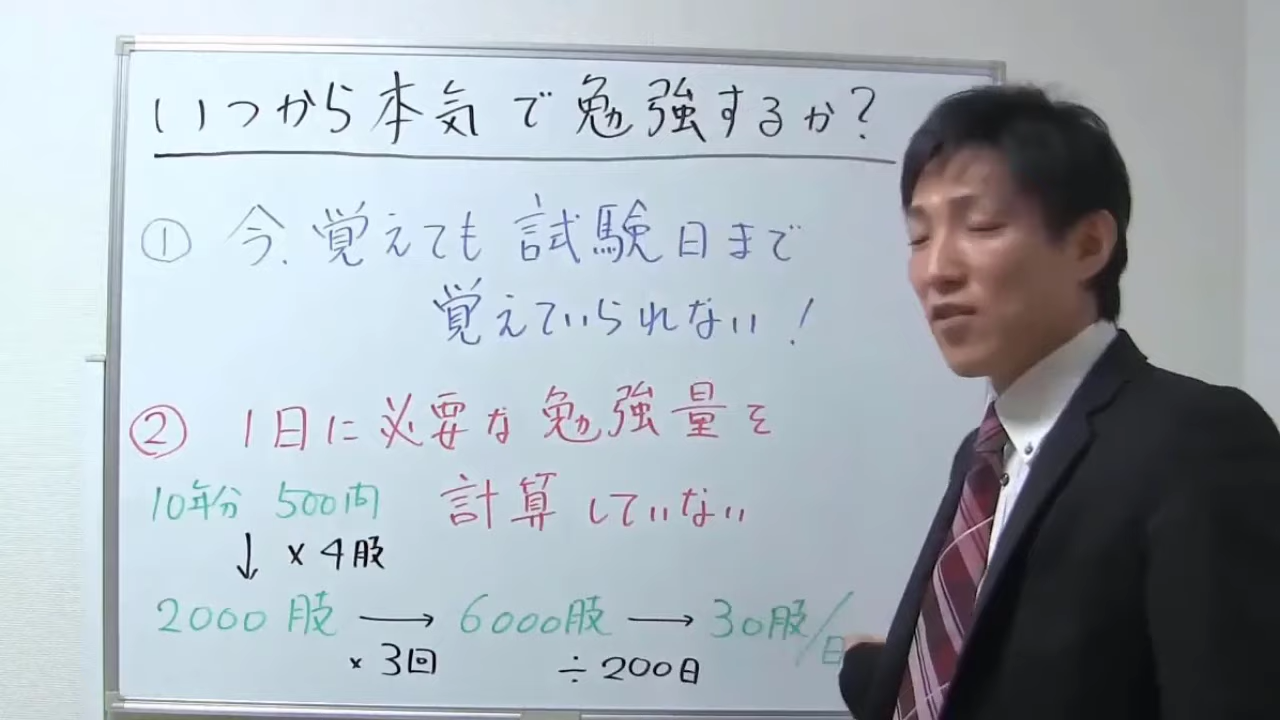 いつから本気で勉強するか?
① 今、覚えても試験日まで
覚えていられない!
② 1日に必要な勉強量を
計算していない
10年分 500問
↓ × 4肢
2000肢 → 6000肢 → 30肢/日
× 3回 ÷200日